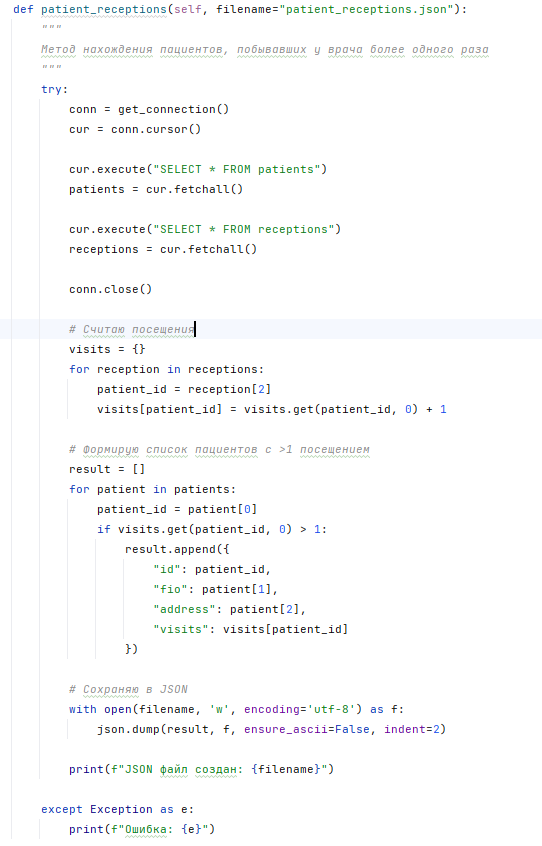 def patient_receptions(self, filename="patient_receptions.json"):
    """
    Метод нахождения пациентов, побывавших у врача более одного раза
    """
    try:
        conn = get_connection()
        cur = conn.cursor()

        cur.execute("SELECT * FROM patients")
        patients = cur.fetchall()

        cur.execute("SELECT * FROM receptions")
        receptions = cur.fetchall()

        conn.close()

        # Считаю посещения
        visits = {}
        for reception in receptions:
            patient_id = reception[2]
            visits[patient_id] = visits.get(patient_id, 0) + 1

        # Формирую список пациентов с >1 посещением
        result = []
        for patient in patients:
            patient_id = patient[0]
            if visits.get(patient_id, 0) > 1:
                result.append({
                    "id": patient_id,
                    "fio": patient[1],
                    "address": patient[2],
                    "visits": visits[patient_id]
                })

        # Сохраняю в JSON
        with open(filename, 'w', encoding='utf-8') as f:
            json.dump(result, f, ensure_ascii=False, indent=2)

        print(f"JSON файл создан: {filename}")

    except Exception as e:
        print(f"Ошибка: {e}")